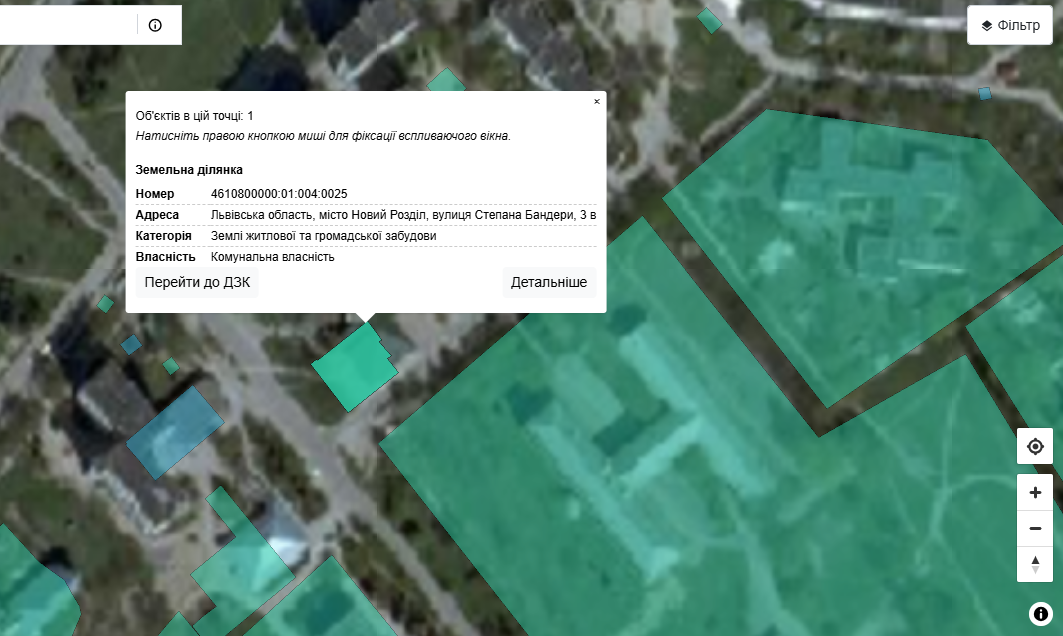 Фільтр
×
Об'єктів в цій точці: 1
Натисніть правою кнопкою миші для фіксації вспливаючого вікна.
Земельна ділянка
Номер 4610800000:01:004:0025
Адреса Львівська область, місто Новий Розділ, вулиця Степана Бандери, 3 в
Категорія Землі житлової та громадської забудови
Власність Комунальна власність
Перейти до ДЗК Детальніше